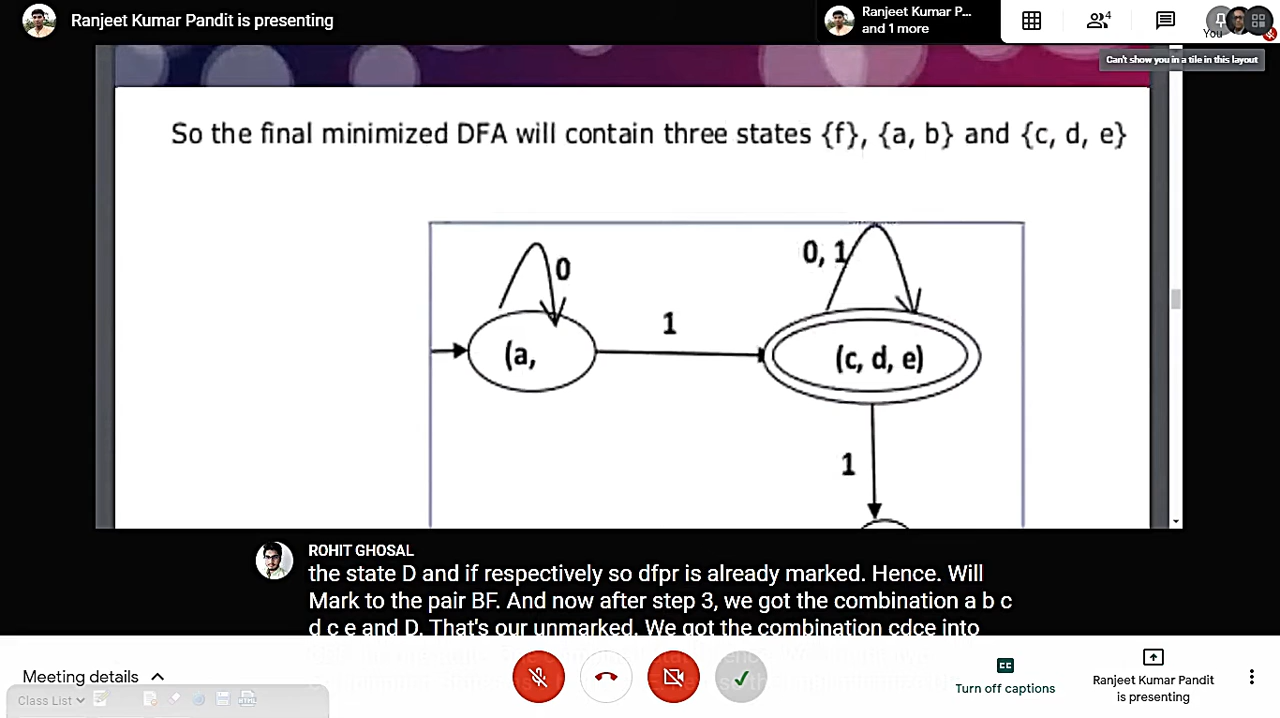 Ranjeet Kumar Pandit is presenting
Ranjeet Kumar P...
and 1 more
4
You
Can't show you in a tile in this layout
So the final minimized DFA will contain three states {f}, {a, b} and {c, d, e}
0
0, 1
1
(a,
(c, d, e)
1
ROHIT GHOSAL
the state D and if respectively so dfpr is already marked. Hence. Will
Mark to the pair BF. And now after step 3, we got the combination a b c
d c e and D. That's our unmarked. We got the combination cdce into
Meeting details
Turn off captions
Ranjeet Kumar Pandit
is presenting
Class List